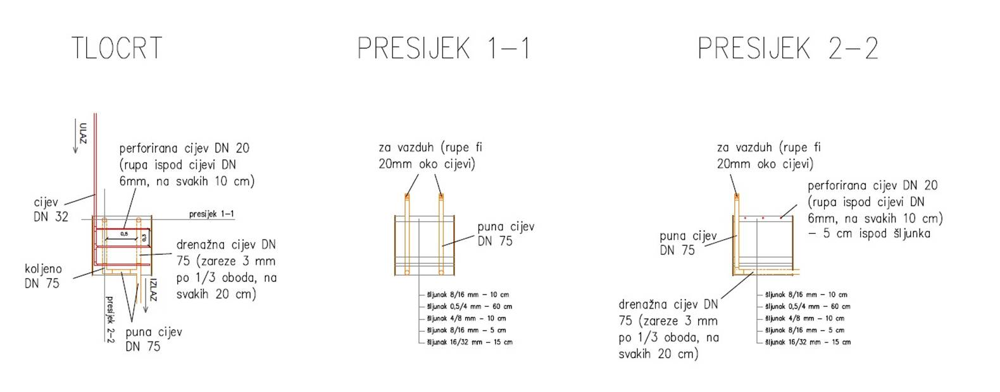 TLOCRT
ULAZ
perforirana cijev DN 20
(rupa ispod cijevi DN
6mm, na svakih 10 cm)
cijev
DN 32
presijek 1-1
0,5
0,3
drenažna cijev DN
75 (zareze 3 mm
po 1/3 oboda, na
svakih 20 cm)
koljeno
DN 75
IZLAZ
presijek 2-2
puna cijev
DN 75
PRESIJEK 1-1
za vazduh (rupe fi
20mm oko cijevi)
puna cijev
DN 75
šljunak 8/16 mm - 10 cm
šljunak 0,5/4 mm - 60 cm
šljunak 4/8 mm - 10 cm
šljunak 8/16 mm - 5 cm
šljunak 16/32 mm - 15 cm
PRESIJEK 2-2
za vazduh (rupe fi
20mm oko cijevi)
perforirana cijev DN 20
(rupa ispod cijevi DN
6mm, na svakih 10 cm)
- 5 cm ispod šljunka
puna cijev
DN 75
drenažna cijev DN
75 (zareze 3 mm
po 1/3 oboda, na
svakih 20 cm)
šljunak 8/16 mm - 10 cm
šljunak 0,5/4 mm - 60 cm
šljunak 4/8 mm - 10 cm
šljunak 8/16 mm - 5 cm
šljunak 16/32 mm - 15 cm